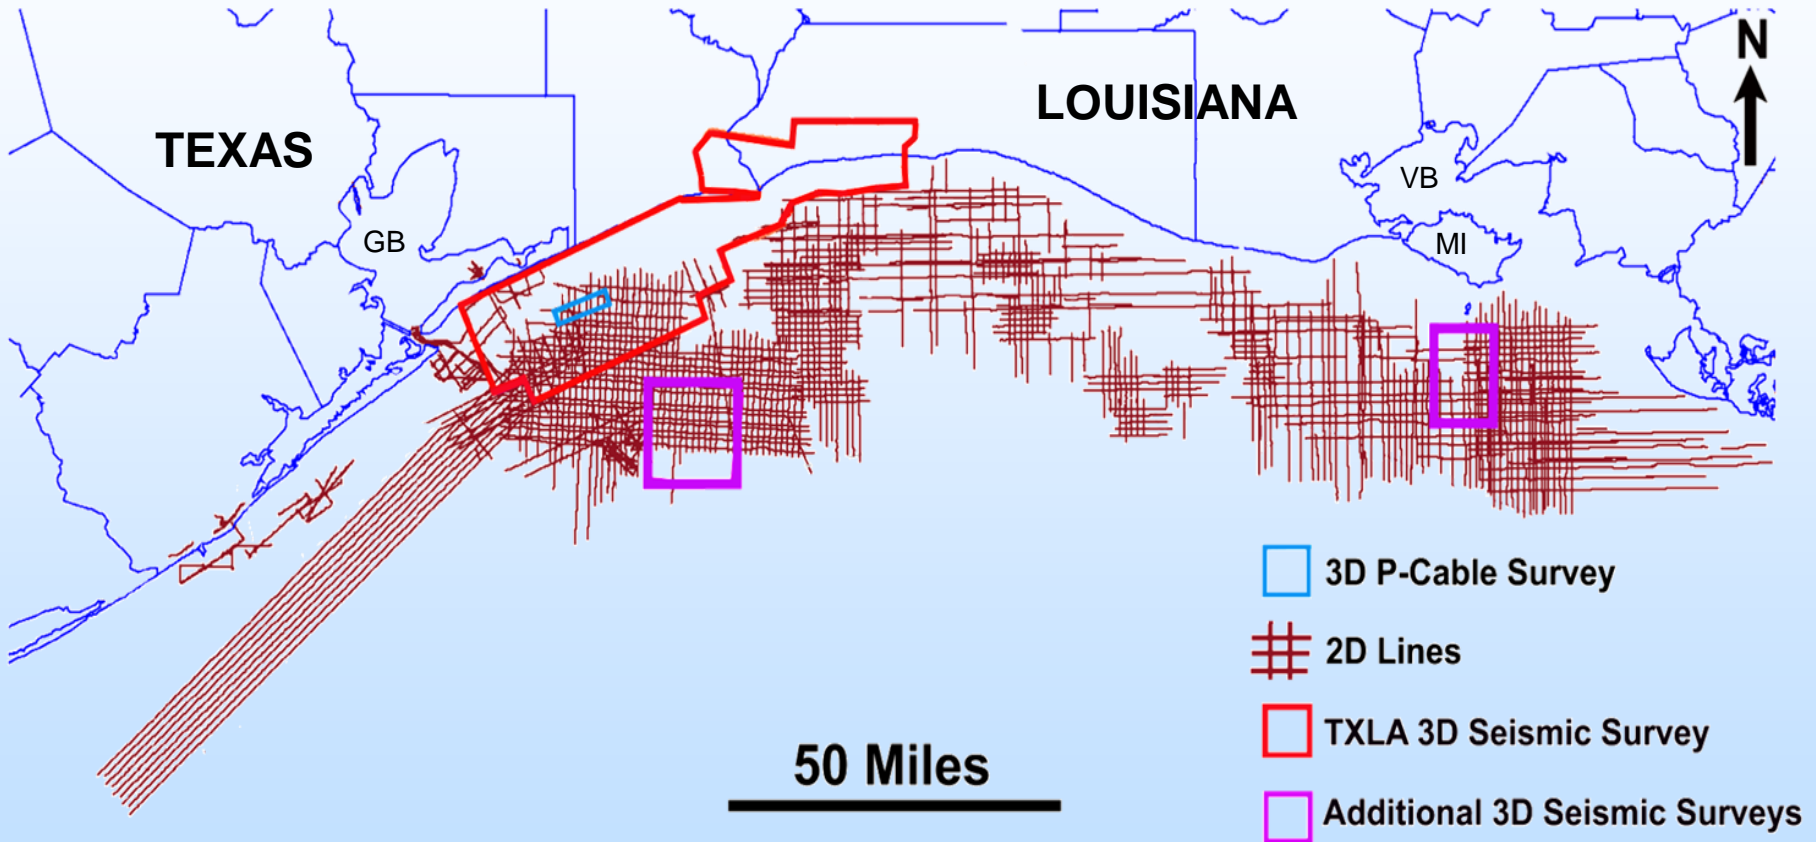 N
LOUISIANA
TEXAS
VB
GB
MI
3D P-Cable Survey
2D Lines
TXLA 3D Seismic Survey
50 Miles
Additional 3D Seismic Surveys